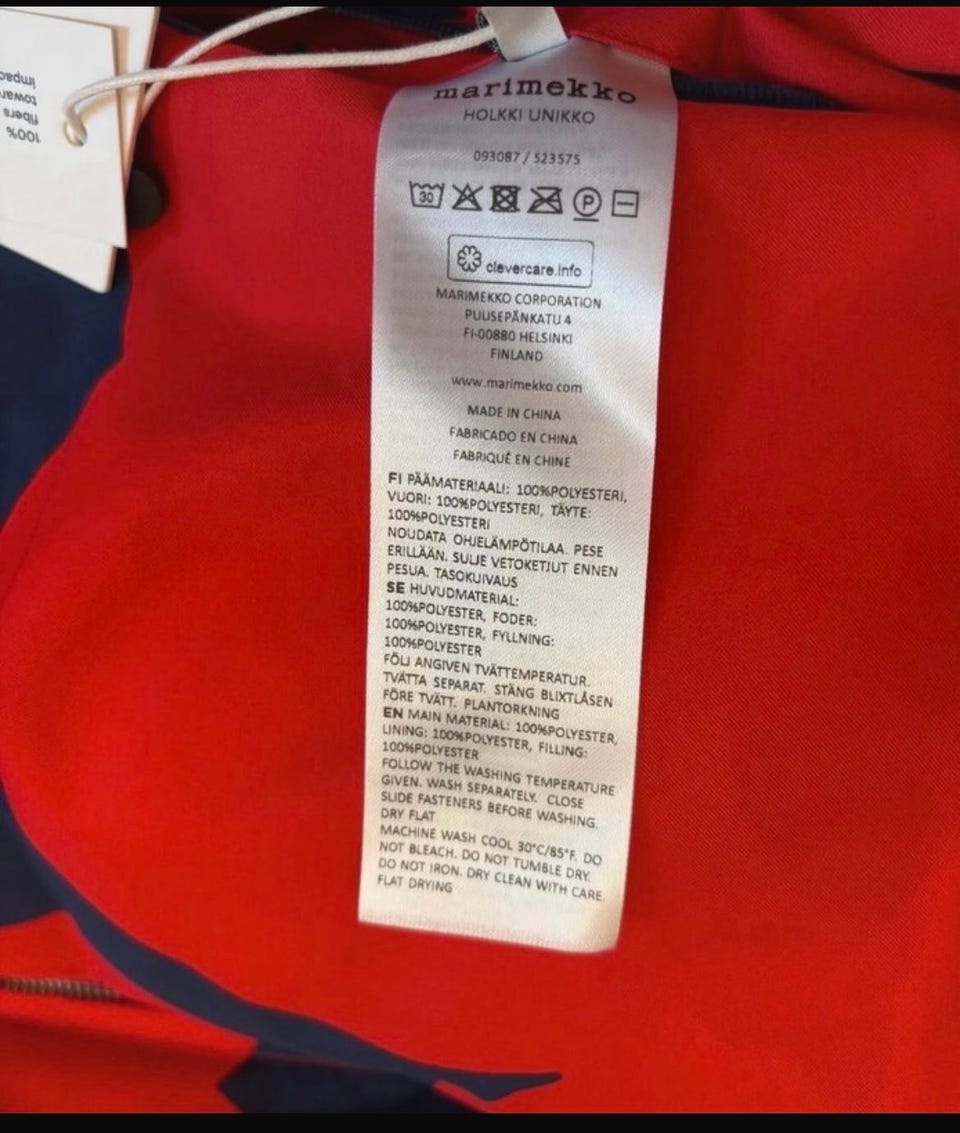 100%
fibers
marimekko
HOLKKI UNIKKO
093087 / 523575
30
P
clevercare.info
MARIMEKKO CORPORATION
PUUSEPÄNKATU 4
FI-00880 HELSINKI
FINLAND
www.marimekko.com
MADE IN CHINA
FABRICADO EN CHINA
FABRIQUÉ EN CHINE
FI PÄÄMATERIAALI: 100%POLYESTERI,
VUORI: 100%POLYESTERI, TÄYTE:
100%POLYESTERI
NOUDATA OHJELÄMPÖTILAA. PESE
ERILLÄÄN. SULJE VETOKETJUT ENNEN
PESUA. TASOKUIVAUS
SE HUVUDMATERIAL:
100%POLYESTER, FODER:
100%POLYESTER, FYLLNING:
100%POLYESTER
FÖLJ ANGIVEN TVÄTTEMPERATUR.
TVÄTTA SEPARAT. STÄNG BLIXTLÅSEN
FÖRE TVÄTT. PLANTORKNING
EN MAIN MATERIAL: 100%POLYESTER,
LINING: 100%POLYESTER, FILLING:
100%POLYESTER
FOLLOW THE WASHING TEMPERATURE
GIVEN. WASH SEPARATELY. CLOSE
SLIDE FASTENERS BEFORE WASHING.
DRY FLAT
MACHINE WASH COOL 30°C/85°F. DO
NOT BLEACH. DO NOT TUMBLE DRY.
DO NOT IRON. DRY CLEAN WITH CARE.
FLAT DRYING